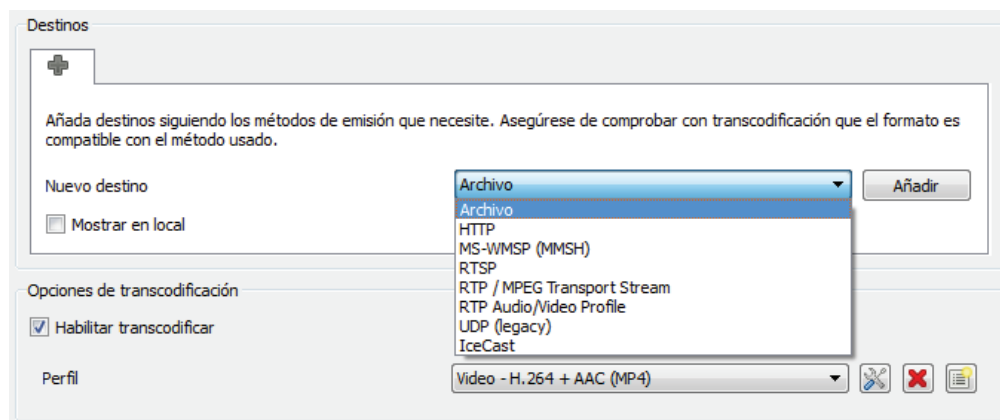 Destinos
Añada destinos siguiendo los métodos de emisión que necesite. Asegúrese de comprobar con transcodificación que el formato es
compatible con el método usado.
Nuevo destino
Archivo
Añadir
Archivo
Mostrar en local
HTTP
MS-WMSP (MMSH)
RTSP
RTP / MPEG Transport Stream
RTP Audio/Video Profile
UDP (legacy)
IceCast
Opciones de transcodificación
Habilitar transcodificar
Perfil
Video - H.264 + AAC (MP4)